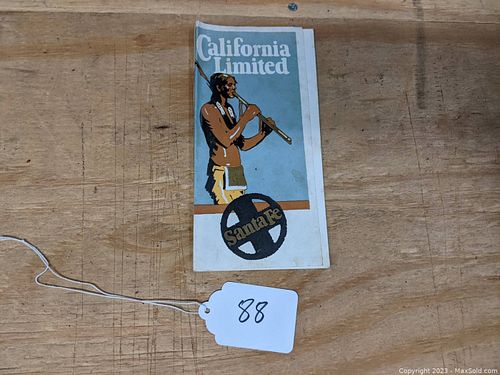 California
Limited
Santa Fe
88
Copyright 2023 - MaxSold.com